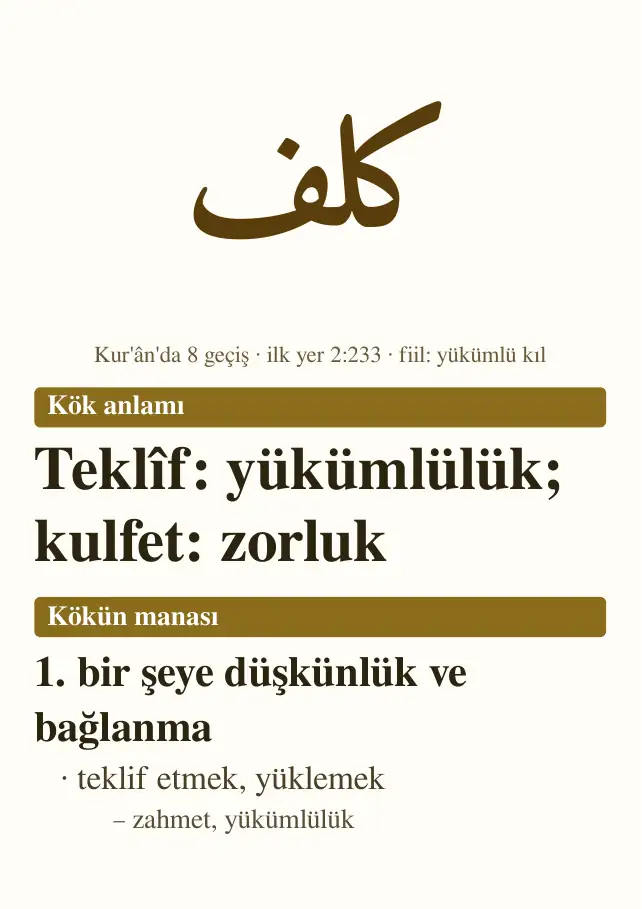 كلف
Kur'ân'da 8 geçiş · ilk yer 2:233 · fiil: yükümlü kıl
Kök anlamı
Teklîf: yükümlülük;
kulfet: zorluk
Kökün manası
1. bir şeye düşkünlük ve
bağlanma
· teklif etmek, yüklemek
– zahmet, yükümlülük